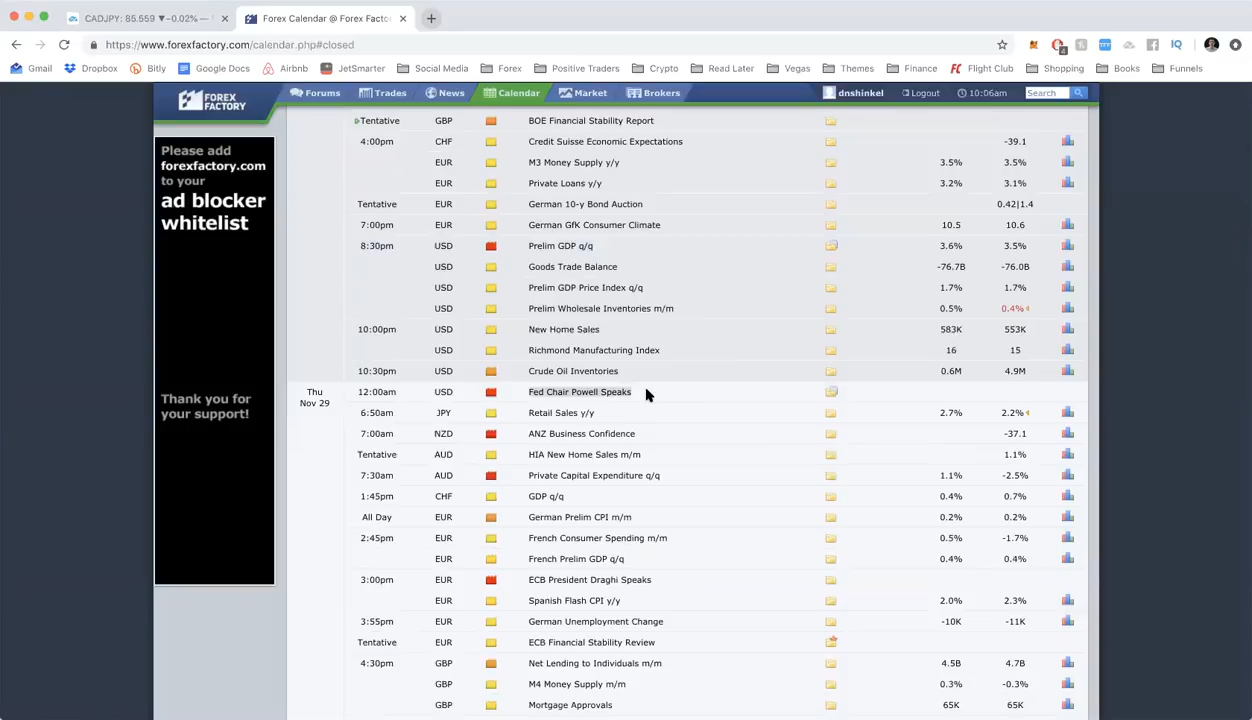 CADJPY: 85.559 ▼−0.02% —
Forex Calendar @ Forex Facto
https://www.forexfactory.com/calendar.php#closed
Gmail Dropbox Bitly Google Docs Airbnb JetSmarter Social Media Forex Positive Traders Crypto Read Later Vegas Themes Finance Flight Club Shopping Books Funnels
FOREX FACTORY Forums Trades News Calendar Market Brokers dnshinkel Logout 10:06am Search
Please add
forexfactory.com
to your
ad blocker
whitelist
Thank you for
your support!
Tentative GBP BOE Financial Stability Report
4:00pm CHF Credit Suisse Economic Expectations -39.1
EUR M3 Money Supply y/y 3.5% 3.5%
EUR Private Loans y/y 3.2% 3.1%
Tentative EUR German 10-y Bond Auction 0.42|1.4
7:00pm EUR German GfK Consumer Climate 10.5 10.6
8:30pm USD Prelim GDP q/q 3.6% 3.5%
USD Goods Trade Balance -76.7B -76.0B
USD Prelim GDP Price Index q/q 1.7% 1.7%
USD Prelim Wholesale Inventories m/m 0.5% 0.4%
10:00pm USD New Home Sales 583K 553K
USD Richmond Manufacturing Index 16 15
10:30pm USD Crude Oil Inventories 0.6M 4.9M
Thu Nov 29 12:00am USD Fed Chair Powell Speaks
6:50am JPY Retail Sales y/y 2.7% 2.2%
7:00am NZD ANZ Business Confidence -37.1
Tentative AUD HIA New Home Sales m/m 1.1%
7:30am AUD Private Capital Expenditure q/q 1.1% -2.5%
1:45pm CHF GDP q/q 0.4% 0.7%
All Day EUR German Prelim CPI m/m 0.2% 0.2%
2:45pm EUR French Consumer Spending m/m 0.5% -1.7%
EUR French Prelim GDP q/q 0.4% 0.4%
3:00pm EUR ECB President Draghi Speaks
EUR Spanish Flash CPI y/y 2.0% 2.3%
3:55pm EUR German Unemployment Change -10K -11K
Tentative EUR ECB Financial Stability Review
4:30pm GBP Net Lending to Individuals m/m 4.5B 4.7B
GBP M4 Money Supply m/m 0.3% -0.3%
GBP Mortgage Approvals 65K 65K